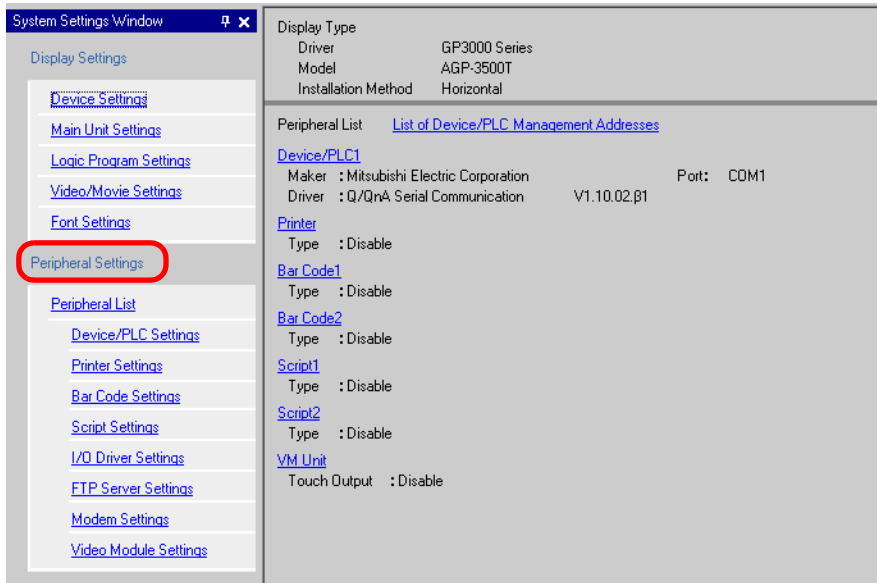 System Settings Window
Display Settings
Device Settings
Main Unit Settings
Logic Program Settings
Video/Movie Settings
Font Settings
Peripheral Settings
Peripheral List
Device/PLC Settings
Printer Settings
Bar Code Settings
Script Settings
I/O Driver Settings
FTP Server Settings
Modem Settings
Video Module Settings
Display Type
Driver GP3000 Series
Model AGP-3500T
Installation Method Horizontal
Peripheral List List of Device/PLC Management Addresses
Device/PLC1
Maker : Mitsubishi Electric Corporation Port: COM1
Driver : Q/QnA Serial Communication V1.10.02.β1
Printer
Type : Disable
Bar Code1
Type : Disable
Bar Code2
Type : Disable
Script1
Type : Disable
Script2
Type : Disable
VM Unit
Touch Output : Disable